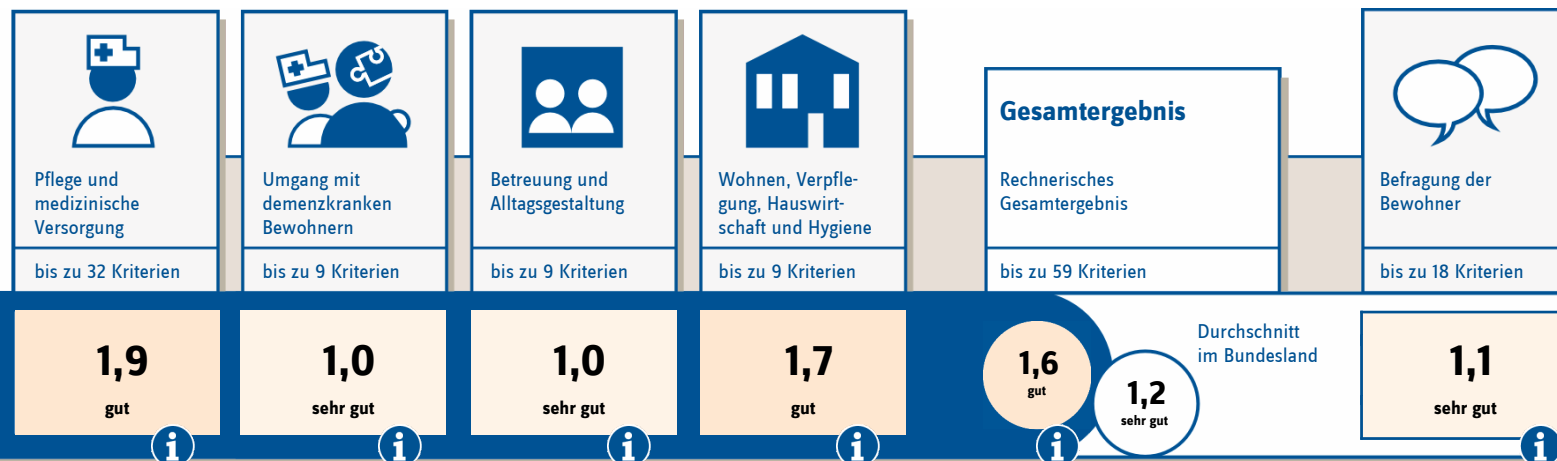 Pflege und
medizinische
Versorgung
bis zu 32 Kriterien
1,9
gut
i
Umgang mit
demenzkranken
Bewohnern
bis zu 9 Kriterien
1,0
sehr gut
i
Betreuung und
Alltagsgestaltung
bis zu 9 Kriterien
1,0
sehr gut
i
Wohnen, Verpfle-
gung, Hauswirt-
schaft und Hygiene
bis zu 9 Kriterien
1,7
gut
i
Gesamtergebnis
Rechnerisches
Gesamtergebnis
bis zu 59 Kriterien
1,6
gut
i
Durchschnitt
im Bundesland
1,2
sehr gut
Befragung der
Bewohner
bis zu 18 Kriterien
1,1
sehr gut
i